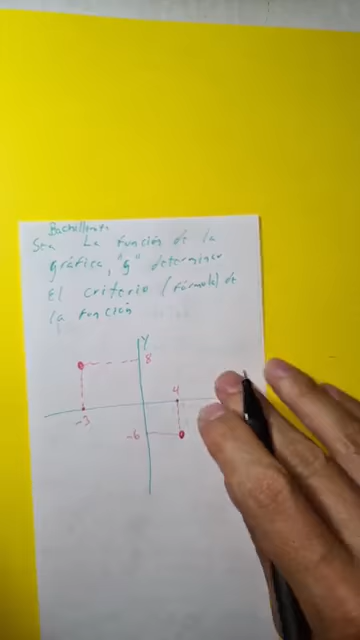 Bachillerato
Sea La función de la
gráfica, "g" determinar
El criterio (fórmula) de
la función
Y
8
4
-3
-6